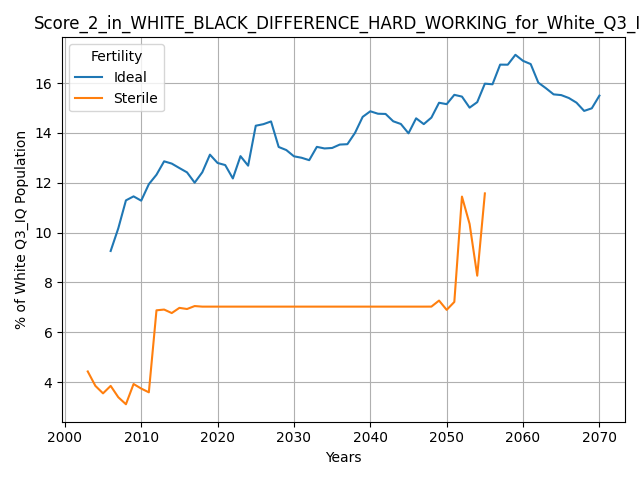 Score_2_in_WHITE_BLACK_DIFFERENCE_HARD_WORKING_for_White_Q3_I
Fertility
Ideal
Sterile
% of White Q3_IQ Population
16
14
12
10
8
6
4
2000 2010 2020 2030 2040 2050 2060 2070
Years